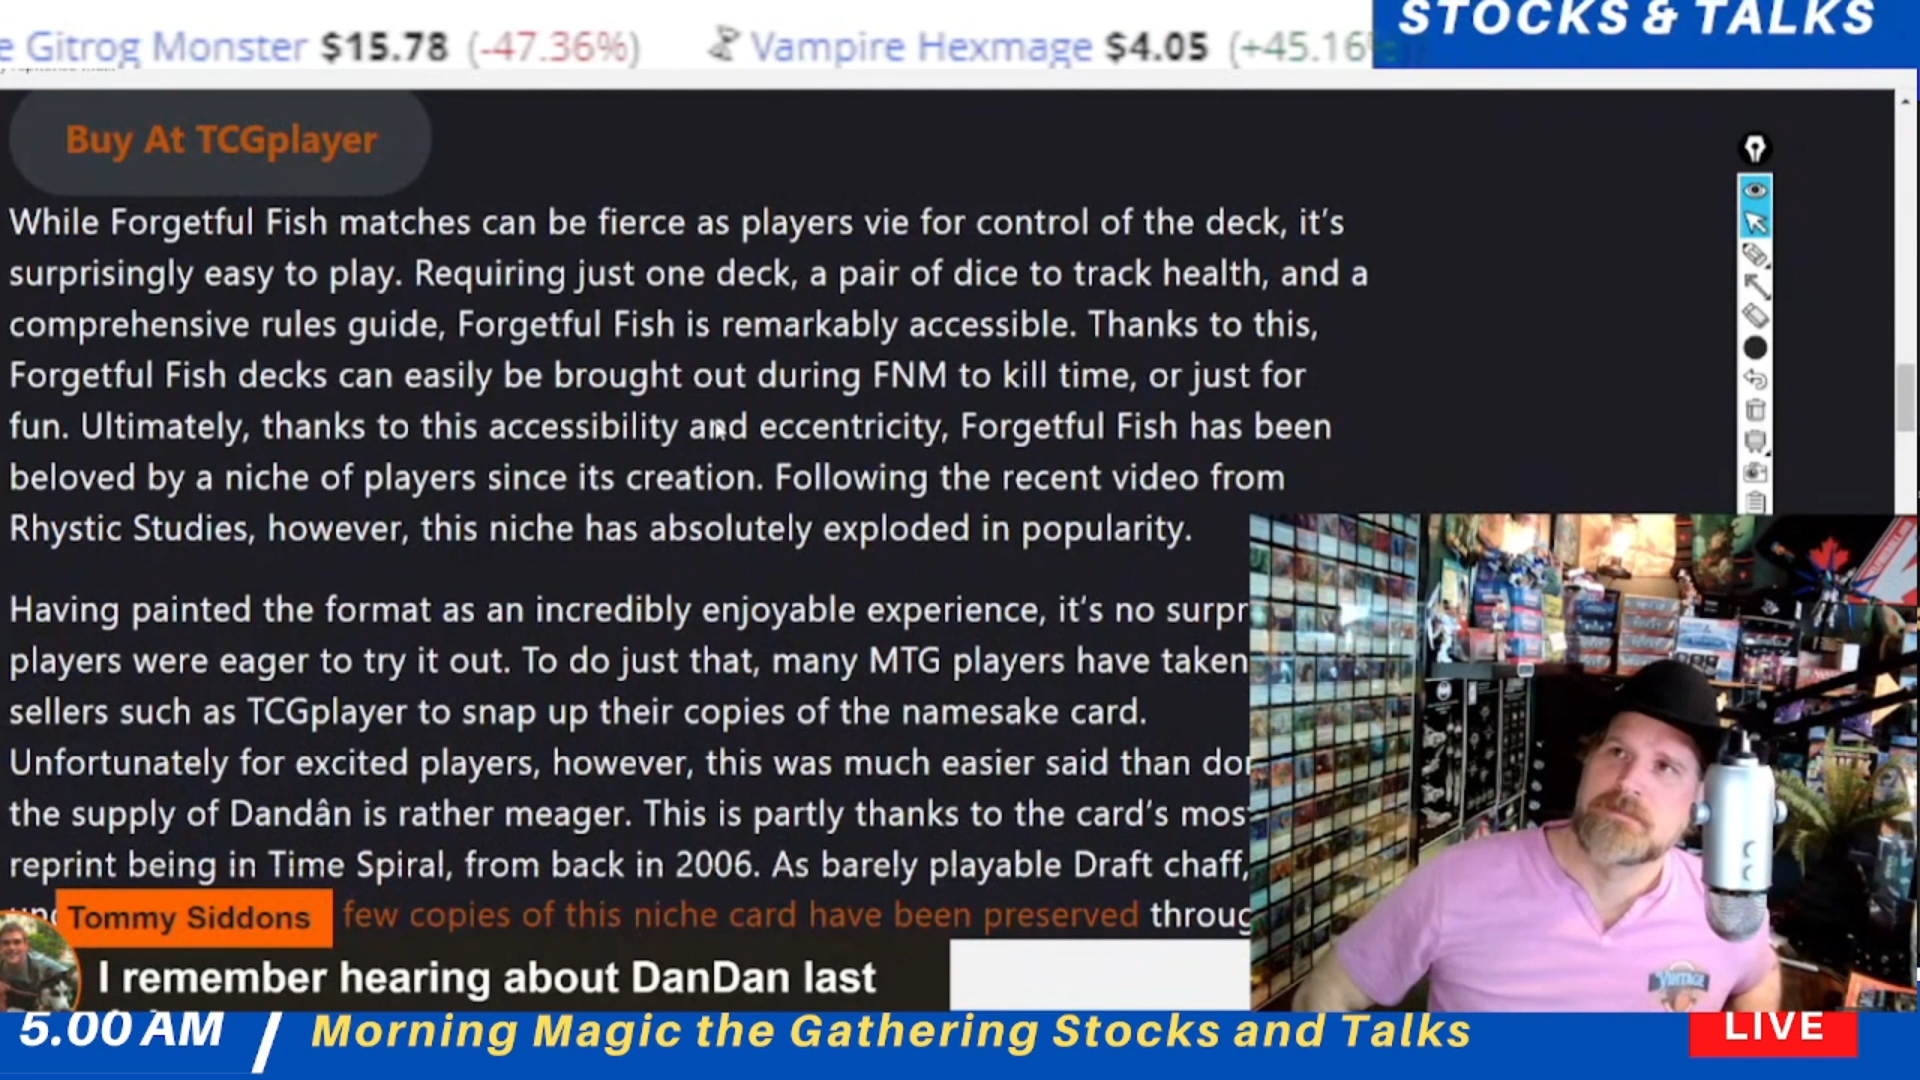 e Gitrog Monster $15.78 (-47.36%) Vampire Hexmage $4.05 (+45.16%
STOCKS & TALKS
Buy At TCGplayer
While Forgetful Fish matches can be fierce as players vie for control of the deck, it's
surprisingly easy to play. Requiring just one deck, a pair of dice to track health, and a
comprehensive rules guide, Forgetful Fish is remarkably accessible. Thanks to this,
Forgetful Fish decks can easily be brought out during FNM to kill time, or just for
fun. Ultimately, thanks to this accessibility and eccentricity, Forgetful Fish has been
beloved by a niche of players since its creation. Following the recent video from
Rhystic Studies, however, this niche has absolutely exploded in popularity.
Having painted the format as an incredibly enjoyable experience, it's no surpr
players were eager to try it out. To do just that, many MTG players have taken
sellers such as TCGplayer to snap up their copies of the namesake card.
Unfortunately for excited players, however, this was much easier said than do
the supply of Dandân is rather meager. This is partly thanks to the card's mos
reprint being in Time Spiral, from back in 2006. As barely playable Draft chaff,
few copies of this niche card have been preserved throug
Tommy Siddons
I remember hearing about DanDan last
VINTAGE
5.00 AM / Morning Magic the Gathering Stocks and Talks
LIVE